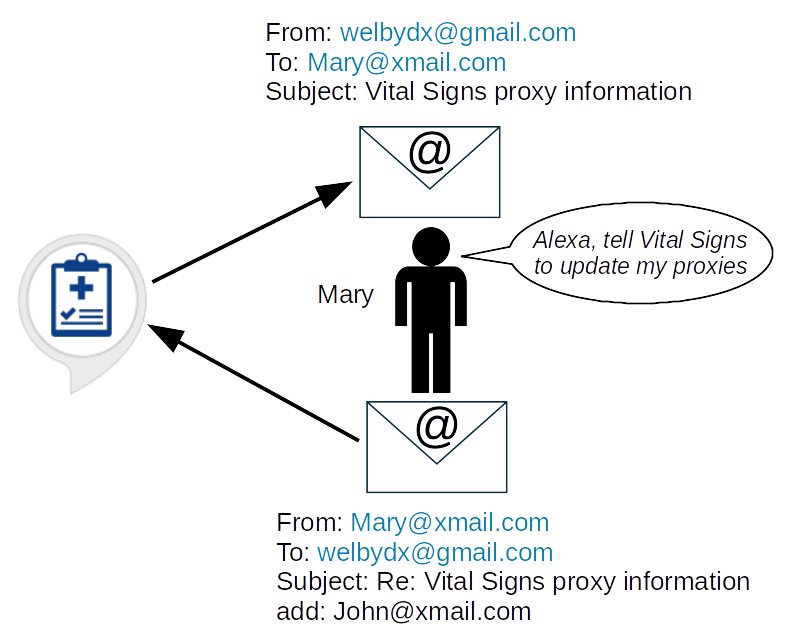 From: welbydx@gmail.com
To: Mary@xmail.com
Subject: Vital Signs proxy information
@
Alexa, tell Vital Signs
to update my proxies
Mary
@
From: Mary@xmail.com
To: welbydx@gmail.com
Subject: Re: Vital Signs proxy information
add: John@xmail.com